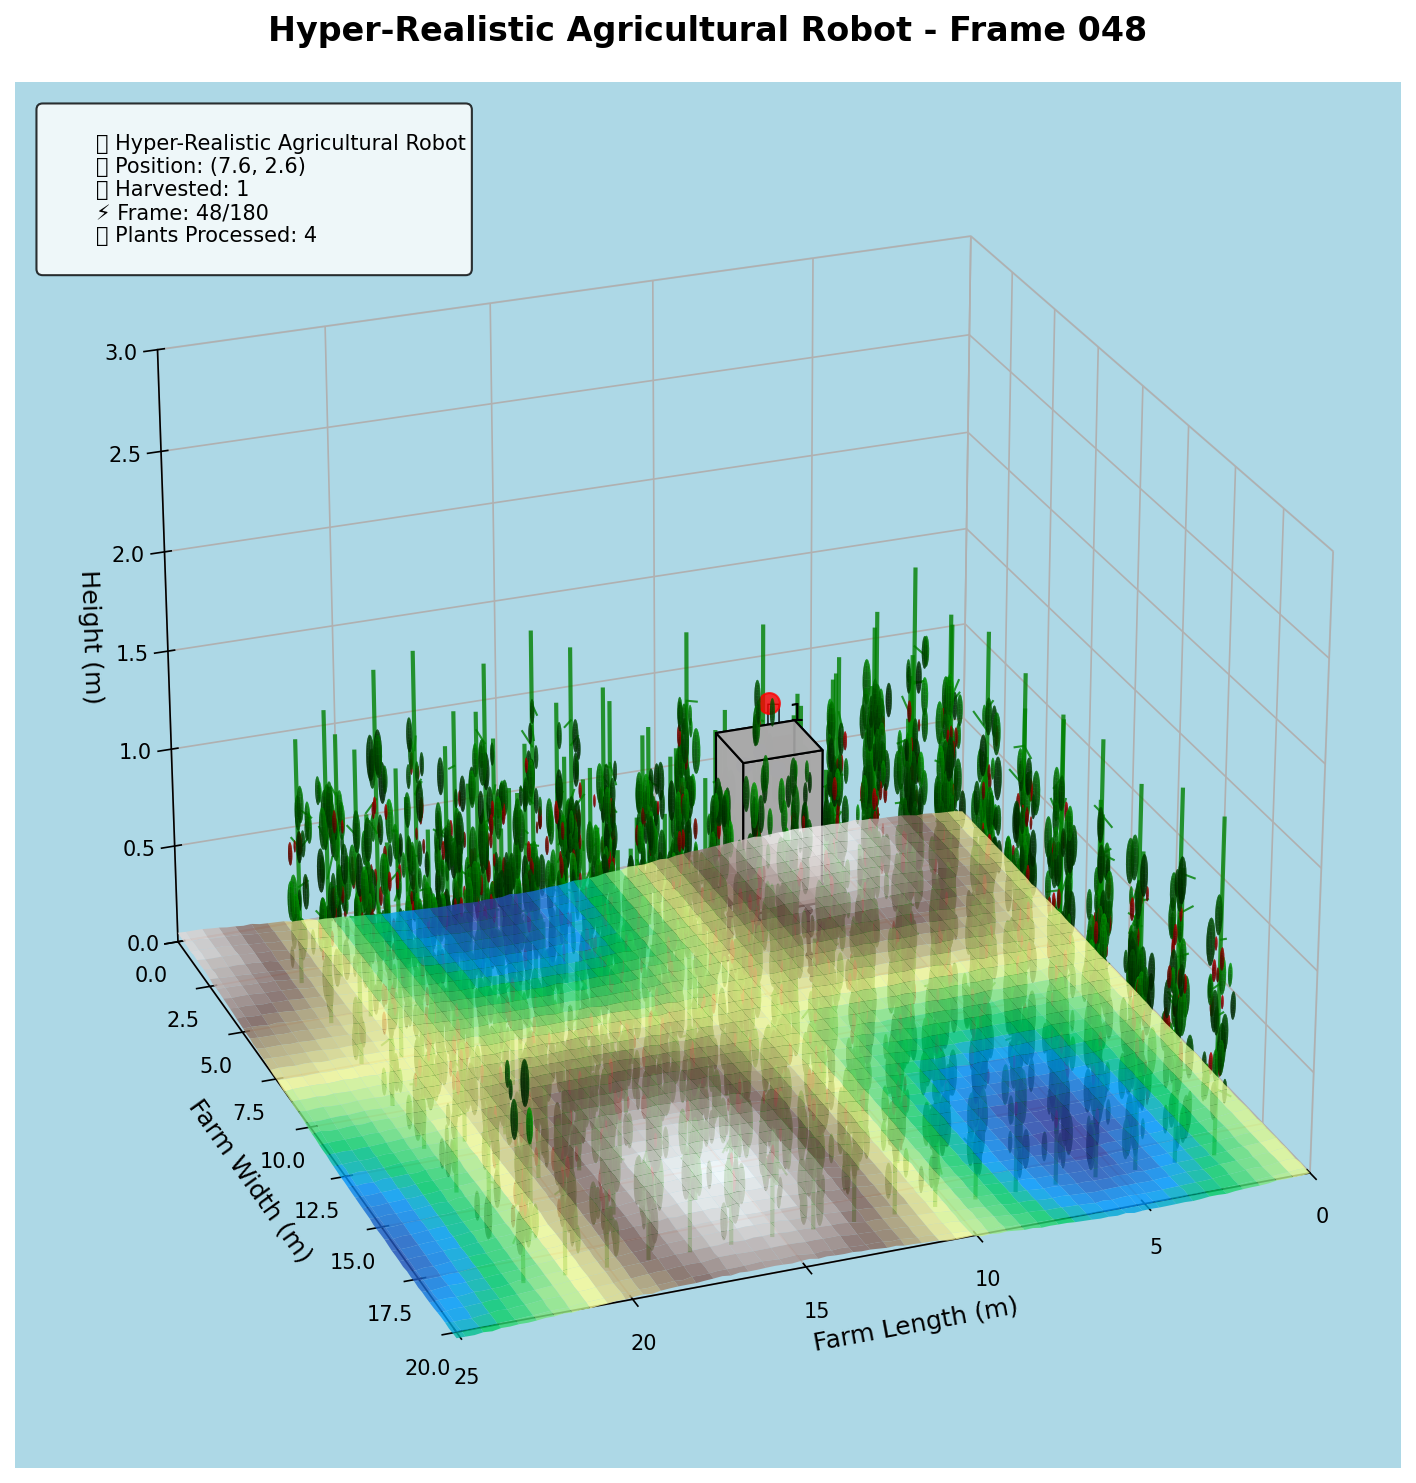 Hyper-Realistic Agricultural Robot - Frame 048
Hyper-Realistic Agricultural Robot
Position: (7.6, 2.6)
Harvested: 1
⚡ Frame: 48/180
Plants Processed: 4
3.0
2.5
2.0
1.5
1.0
0.5
0.0
Height (m)
1
0.0
2.5
5.0
7.5
10.0
12.5
15.0
17.5
20.0
Farm Width (m)
25
20
15
10
5
0
Farm Length (m)